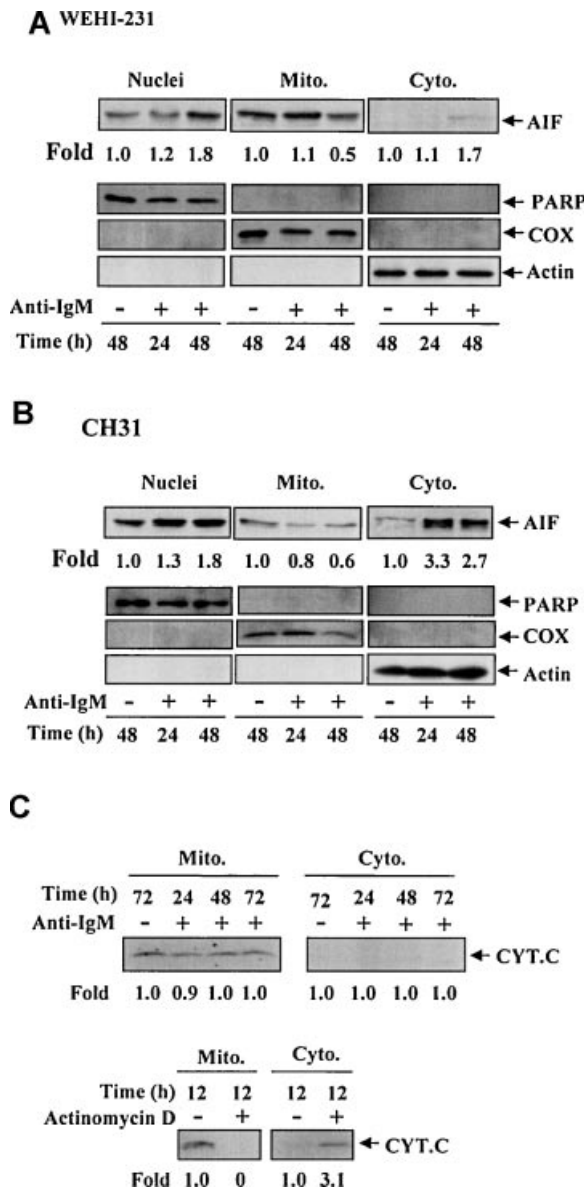 A WEHI-231
Nuclei Mito. Cyto.
AIF
Fold 1.0 1.2 1.8 1.0 1.1 0.5 1.0 1.1 1.7
PARP
COX
Actin
Anti-IgM - + + - + + - + +
Time (h) 48 24 48 48 24 48 48 24 48
B CH31
Nuclei Mito. Cyto.
AIF
Fold 1.0 1.3 1.8 1.0 0.8 0.6 1.0 3.3 2.7
PARP
COX
Actin
Anti-IgM - + + - + + - + +
Time (h) 48 24 48 48 24 48 48 24 48
C
Mito. Cyto.
Time (h) 72 24 48 72 72 24 48 72
Anti-IgM - + + + - + + +
CYT.C
Fold 1.0 0.9 1.0 1.0 1.0 1.0 1.0 1.0
Mito. Cyto.
Time (h) 12 12 12 12
Actinomycin D - + - +
CYT.C
Fold 1.0 0 1.0 3.1